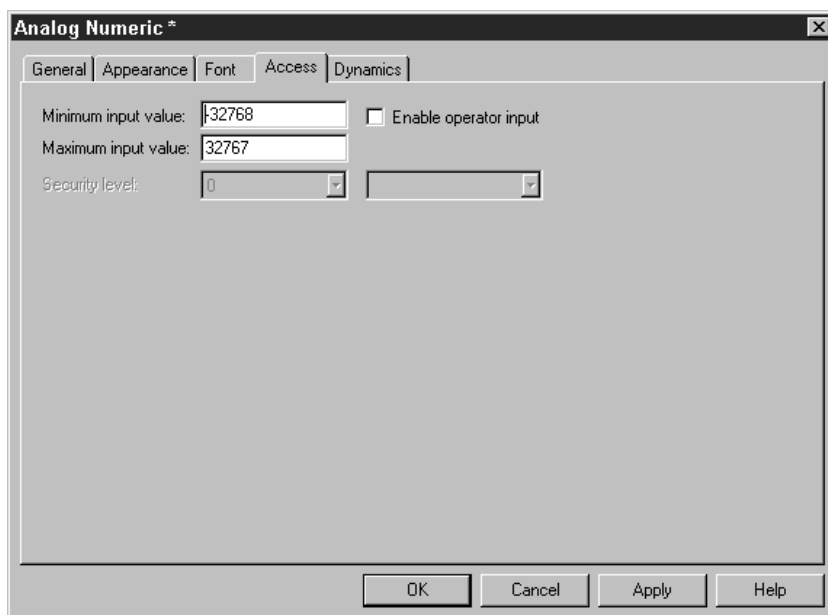 Analog Numeric *
General Appearance Font Access Dynamics
Minimum input value: -32768 Enable operator input
Maximum input value: 32767
Security level: 0
OK Cancel Apply Help